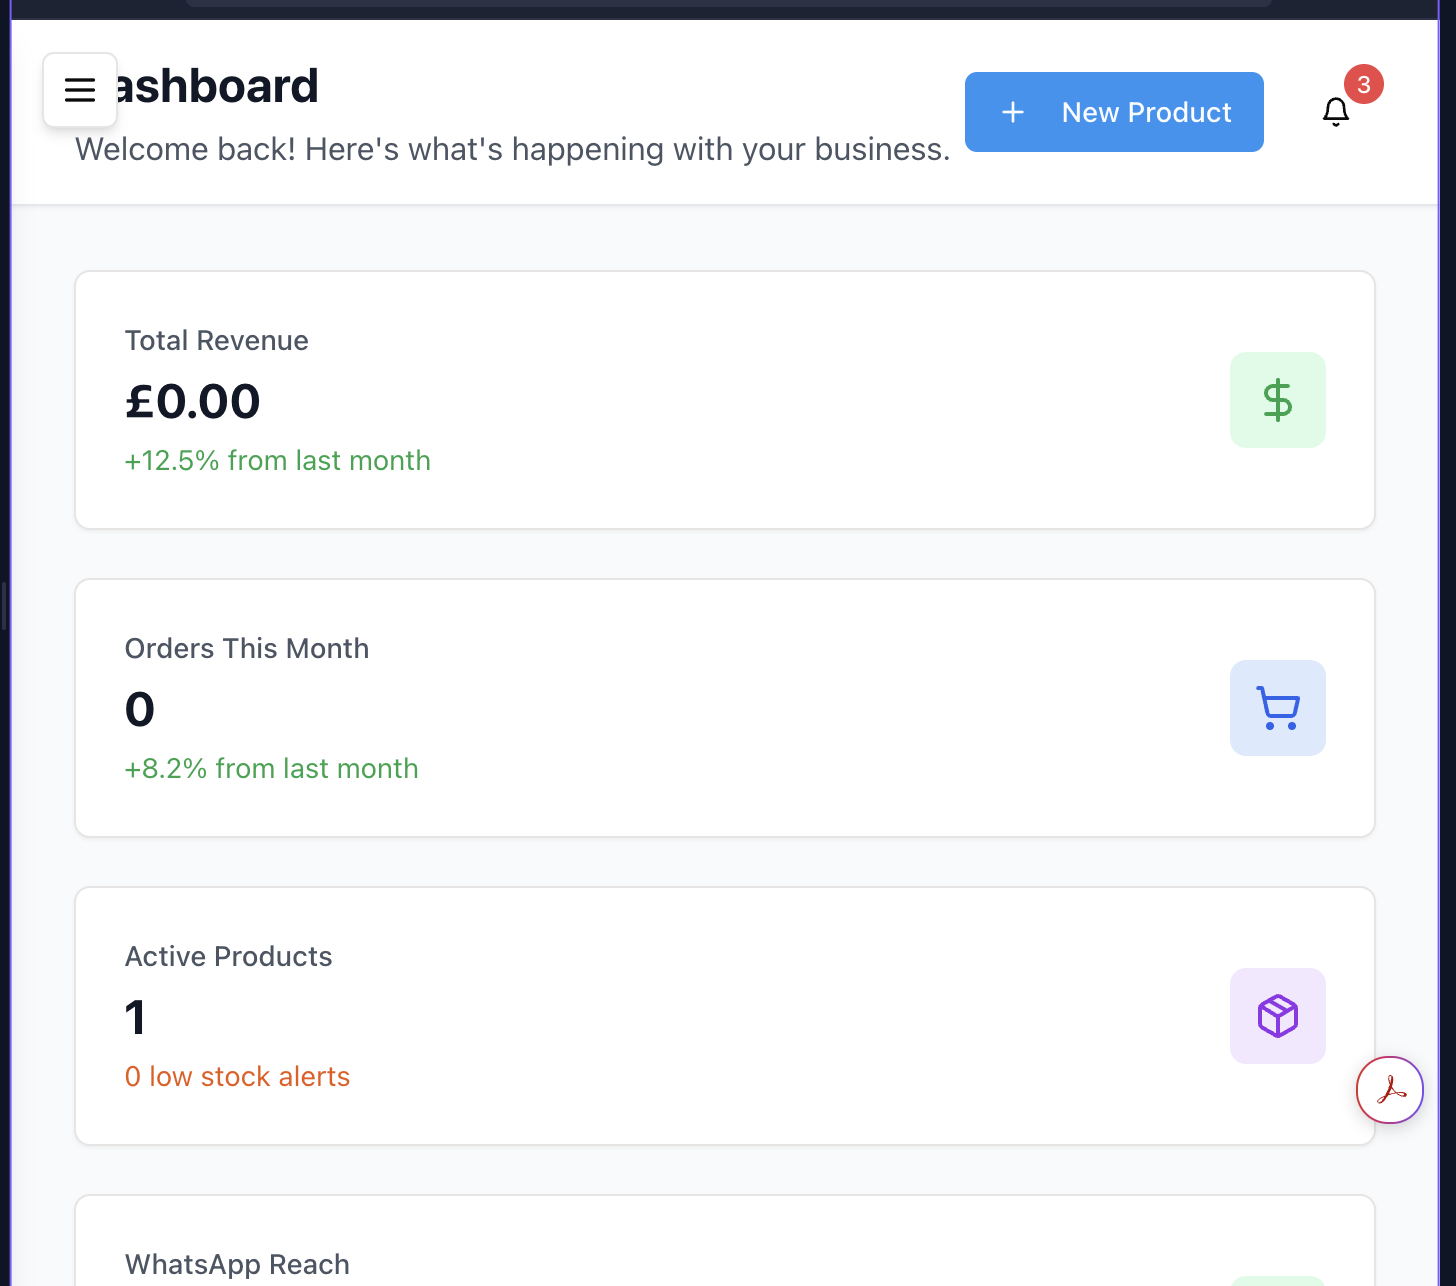 ashboard
Welcome back! Here's what's happening with your business.
New Product
3
Total Revenue
£0.00
+12.5% from last month
Orders This Month
0
+8.2% from last month
Active Products
1
0 low stock alerts
WhatsApp Reach